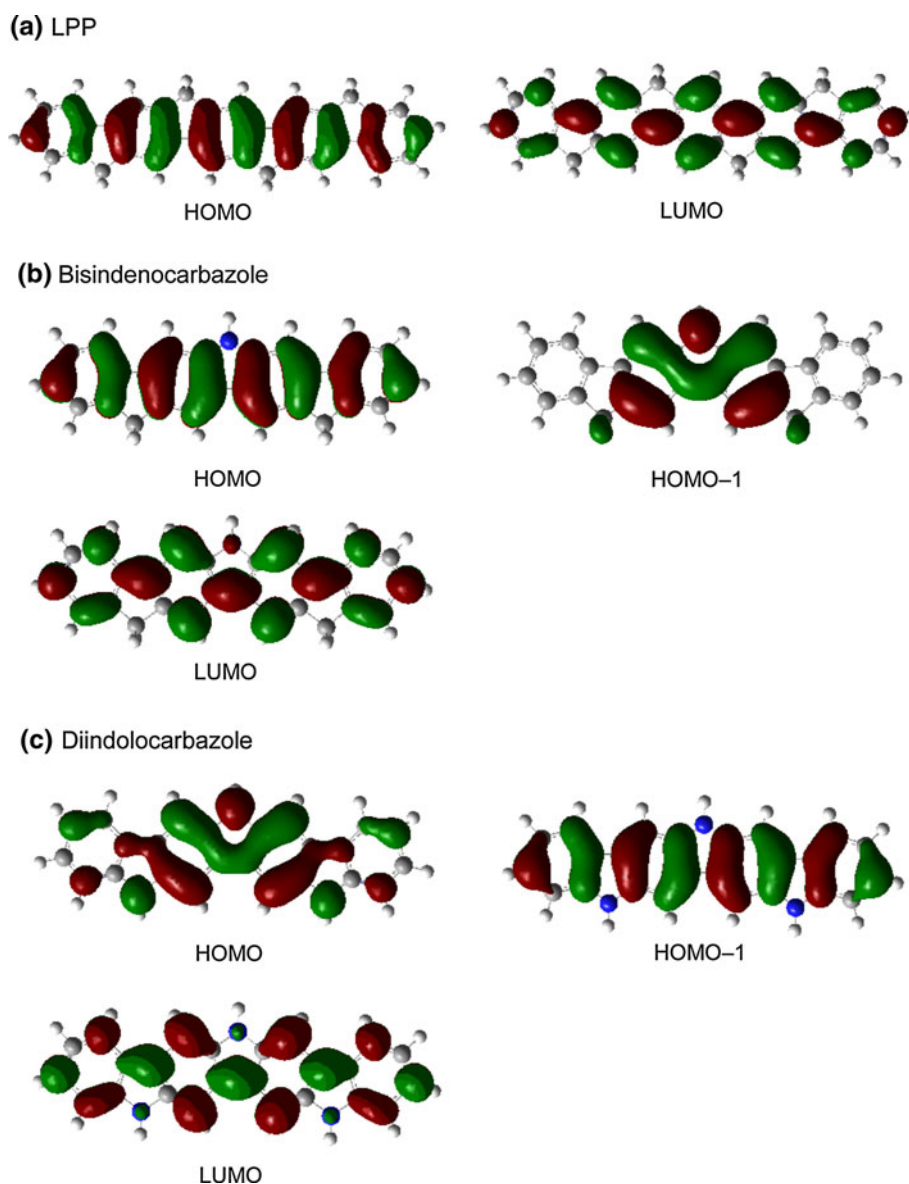 (a) LPP
HOMO
LUMO
(b) Bisindenocarbazole
HOMO
HOMO–1
LUMO
(c) Diindolocarbazole
HOMO
HOMO–1
LUMO